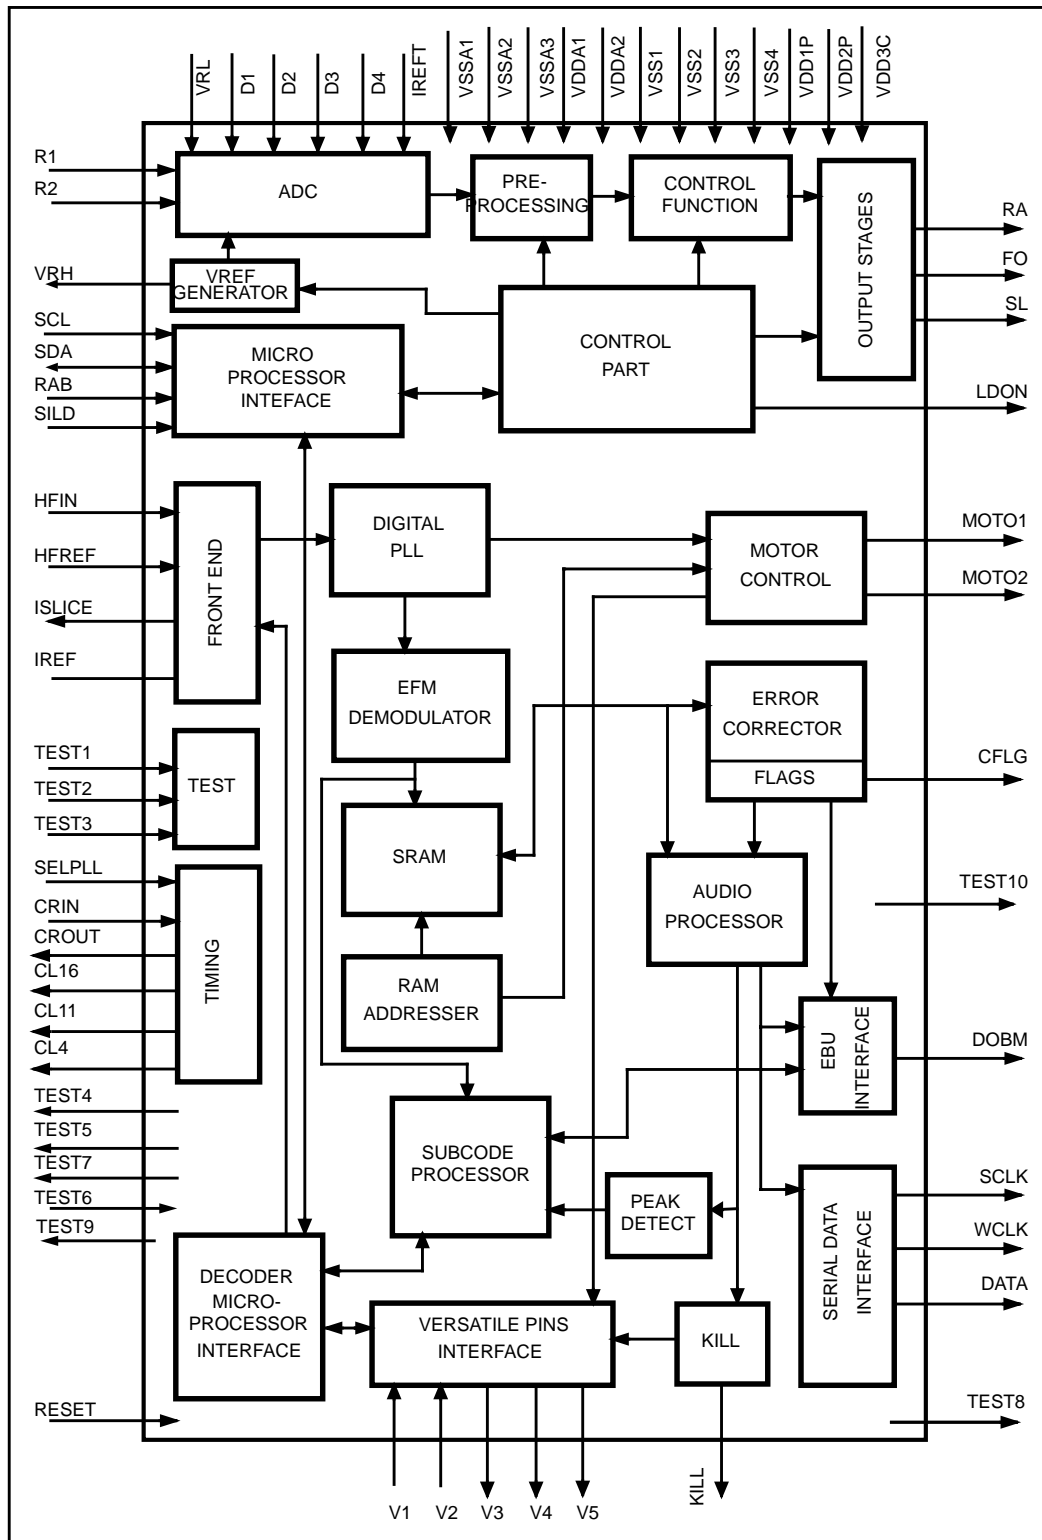 VRL
D1
D2
D3
D4
IREFT
VSSA1
VSSA2
VSSA3
VDDA1
VDDA2
VSS1
VSS2
VSS3
VSS4
VDD1P
VDD2P
VDD3C
R1
R2
ADC
PRE-
PROCESSING
CONTROL
FUNCTION
OUTPUT STAGES
RA
FO
SL
VRH
VREF
GENERATOR
SCL
SDA
RAB
SILD
MICRO
PROCESSOR
INTEFACE
CONTROL
PART
LDON
HFIN
HFREF
ISLICE
IREF
FRONT END
DIGITAL
PLL
MOTOR
CONTROL
MOTO1
MOTO2
EFM
DEMODULATOR
ERROR
CORRECTOR
FLAGS
CFLG
TEST1
TEST2
TEST3
TEST
SRAM
SELPLL
CRIN
CROUT
CL16
CL11
CL4
TIMING
AUDIO
PROCESSOR
TEST10
RAM
ADDRESSER
EBU
INTERFACE
DOBM
TEST4
TEST5
TEST7
TEST6
TEST9
SUBCODE
PROCESSOR
PEAK
DETECT
SERIAL DATA
INTERFACE
SCLK
WCLK
DATA
DECODER
MICRO-
PROCESSOR
INTERFACE
VERSATILE PINS
INTERFACE
KILL
RESET
TEST8
V1
V2
V3
V4
V5
KILL